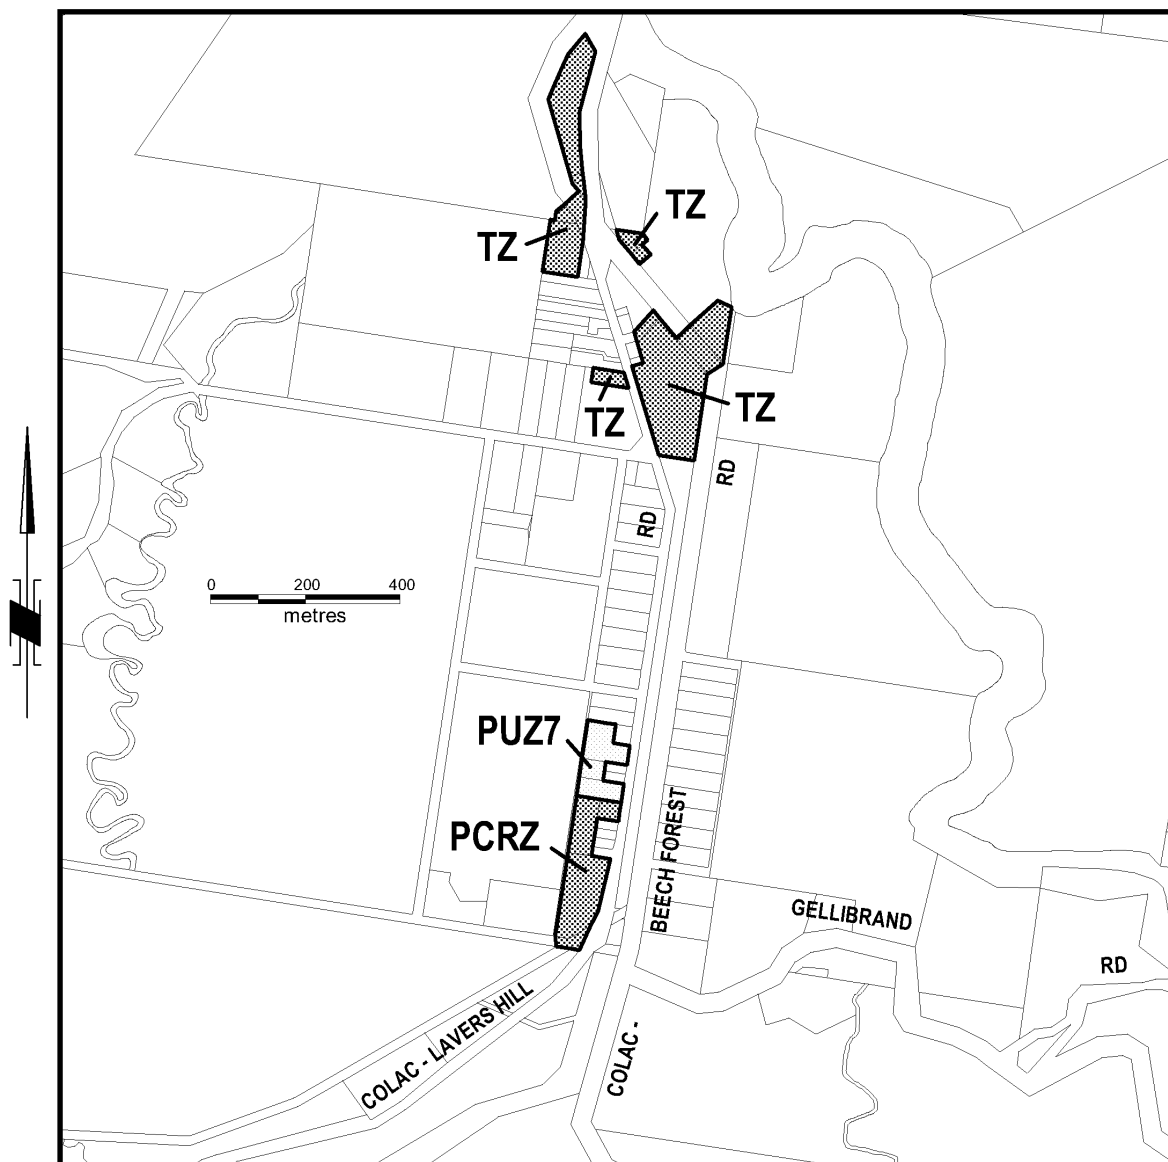 TZ
TZ
TZ
TZ
RD
RD
0 200 400
metres
PUZ7
PCRZ
BEECH FOREST
GELLIBRAND
RD
COLAC - LAVERS HILL
COLAC -